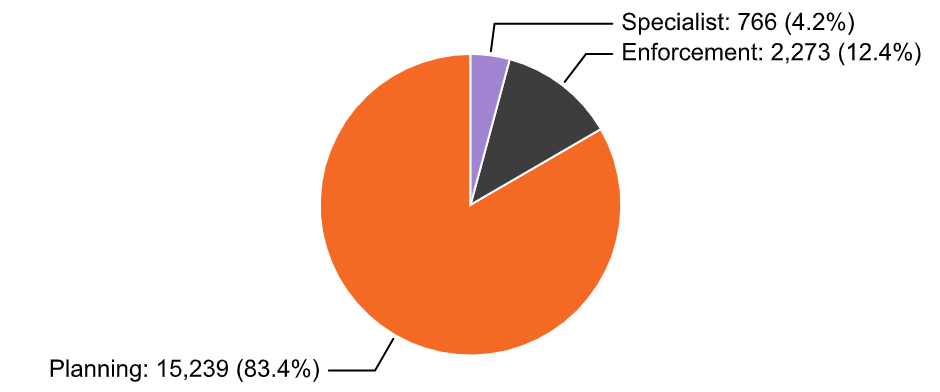 Specialist: 766 (4.2%)
Enforcement: 2,273 (12.4%)
Planning: 15,239 (83.4%)